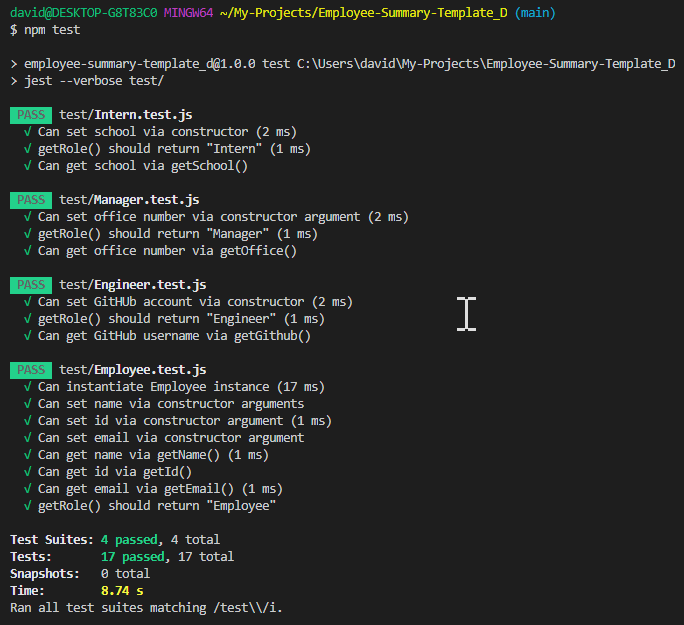 david@DESKTOP-G8T83C0 MINGW64 ~/My-Projects/Employee-Summary-Template_D (main)
$ npm test
> employee-summary-template_d@1.0.0 test C:\Users\david\My-Projects\Employee-Summary-Template_D
> jest --verbose test/
PASS test/Intern.test.js
√ Can set school via constructor (2 ms)
√ getRole() should return "Intern" (1 ms)
√ Can get school via getSchool()
PASS test/Manager.test.js
√ Can set office number via constructor argument (2 ms)
√ getRole() should return "Manager" (1 ms)
√ Can get office number via getOffice()
PASS test/Engineer.test.js
√ Can set GitHUb account via constructor (2 ms)
√ getRole() should return "Engineer" (1 ms)
√ Can get GitHub username via getGithub()
PASS test/Employee.test.js
√ Can instantiate Employee instance (17 ms)
√ Can set name via constructor arguments
√ Can set id via constructor argument (1 ms)
√ Can set email via constructor argument
√ Can get name via getName() (1 ms)
√ Can get id via getId()
√ Can get email via getEmail() (1 ms)
√ getRole() should return "Employee"
Test Suites: 4 passed, 4 total
Tests: 17 passed, 17 total
Snapshots: 0 total
Time: 8.74 s
Ran all test suites matching /test\\/i.